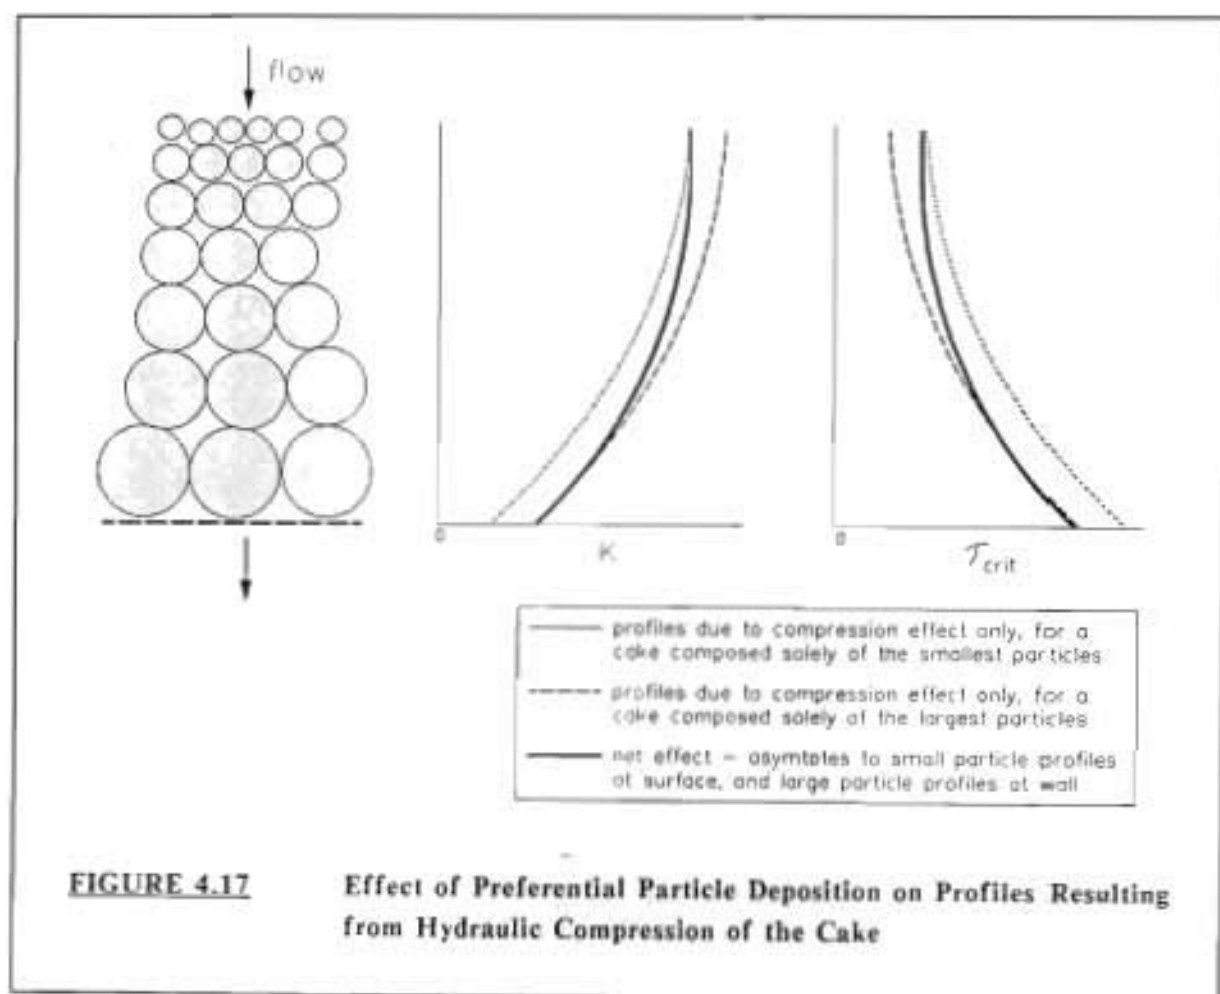 flow
0
K
0
τcrit
profiles due to compression effect only, for a
cake composed solely of the smallest particles
profiles due to compression effect only, for a
cake composed solely of the largest particles
net effect – asymtotes to small particle profiles
at surface, and large particle profiles at wall
FIGURE 4.17 Effect of Preferential Particle Deposition on Profiles Resulting
from Hydraulic Compression of the Cake